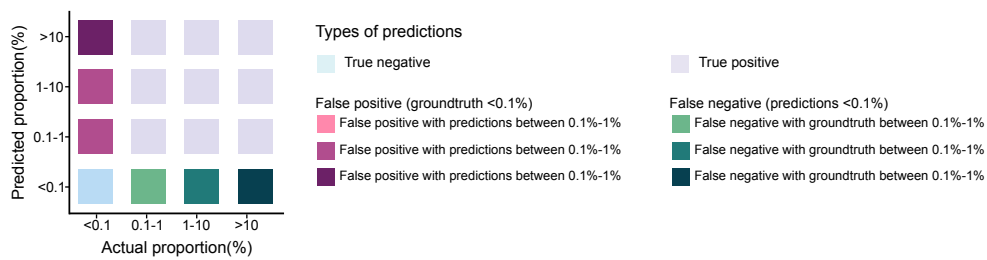 Predicted proportion(%)
>10
1-10
0.1-1
<0.1
<0.1
0.1-1
1-10
>10
Actual proportion(%)
Types of predictions
True negative
True positive
False positive (groundtruth <0.1%)
False positive with predictions between 0.1%-1%
False positive with predictions between 0.1%-1%
False positive with predictions between 0.1%-1%
False negative (predictions <0.1%)
False negative with groundtruth between 0.1%-1%
False negative with groundtruth between 0.1%-1%
False negative with groundtruth between 0.1%-1%